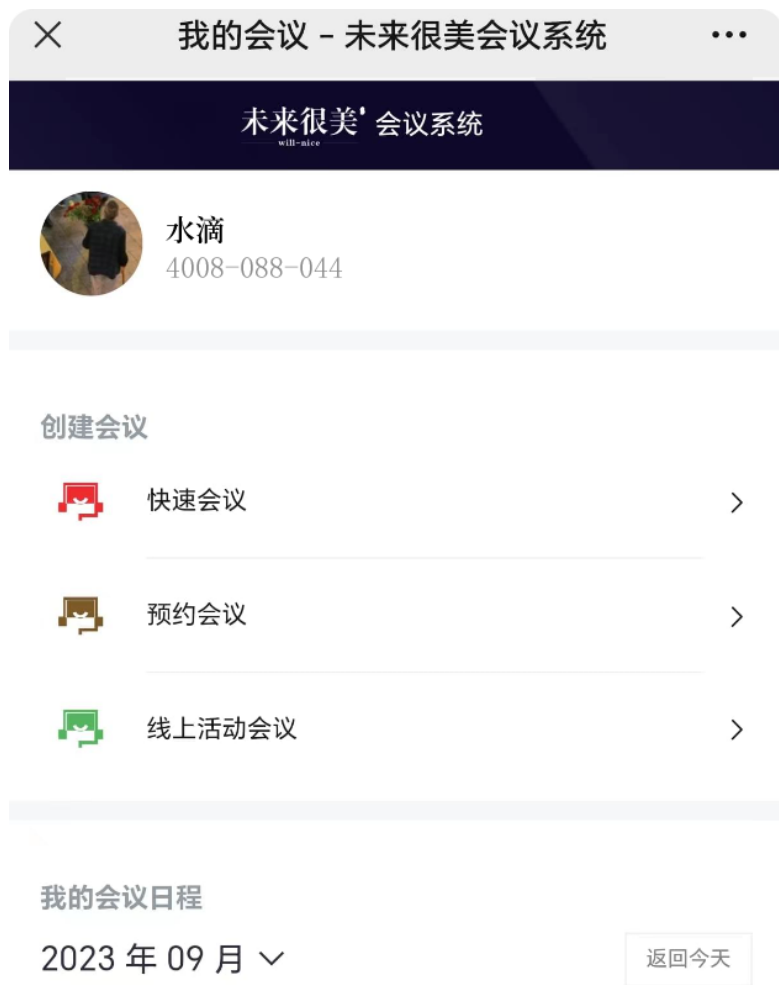 我的会议 - 未来很美会议系统
未来很美 会议系统
will-nice
水滴
4008-088-044
创建会议
快速会议
预约会议
线上活动会议
我的会议日程
2023 年 09 月
返回今天